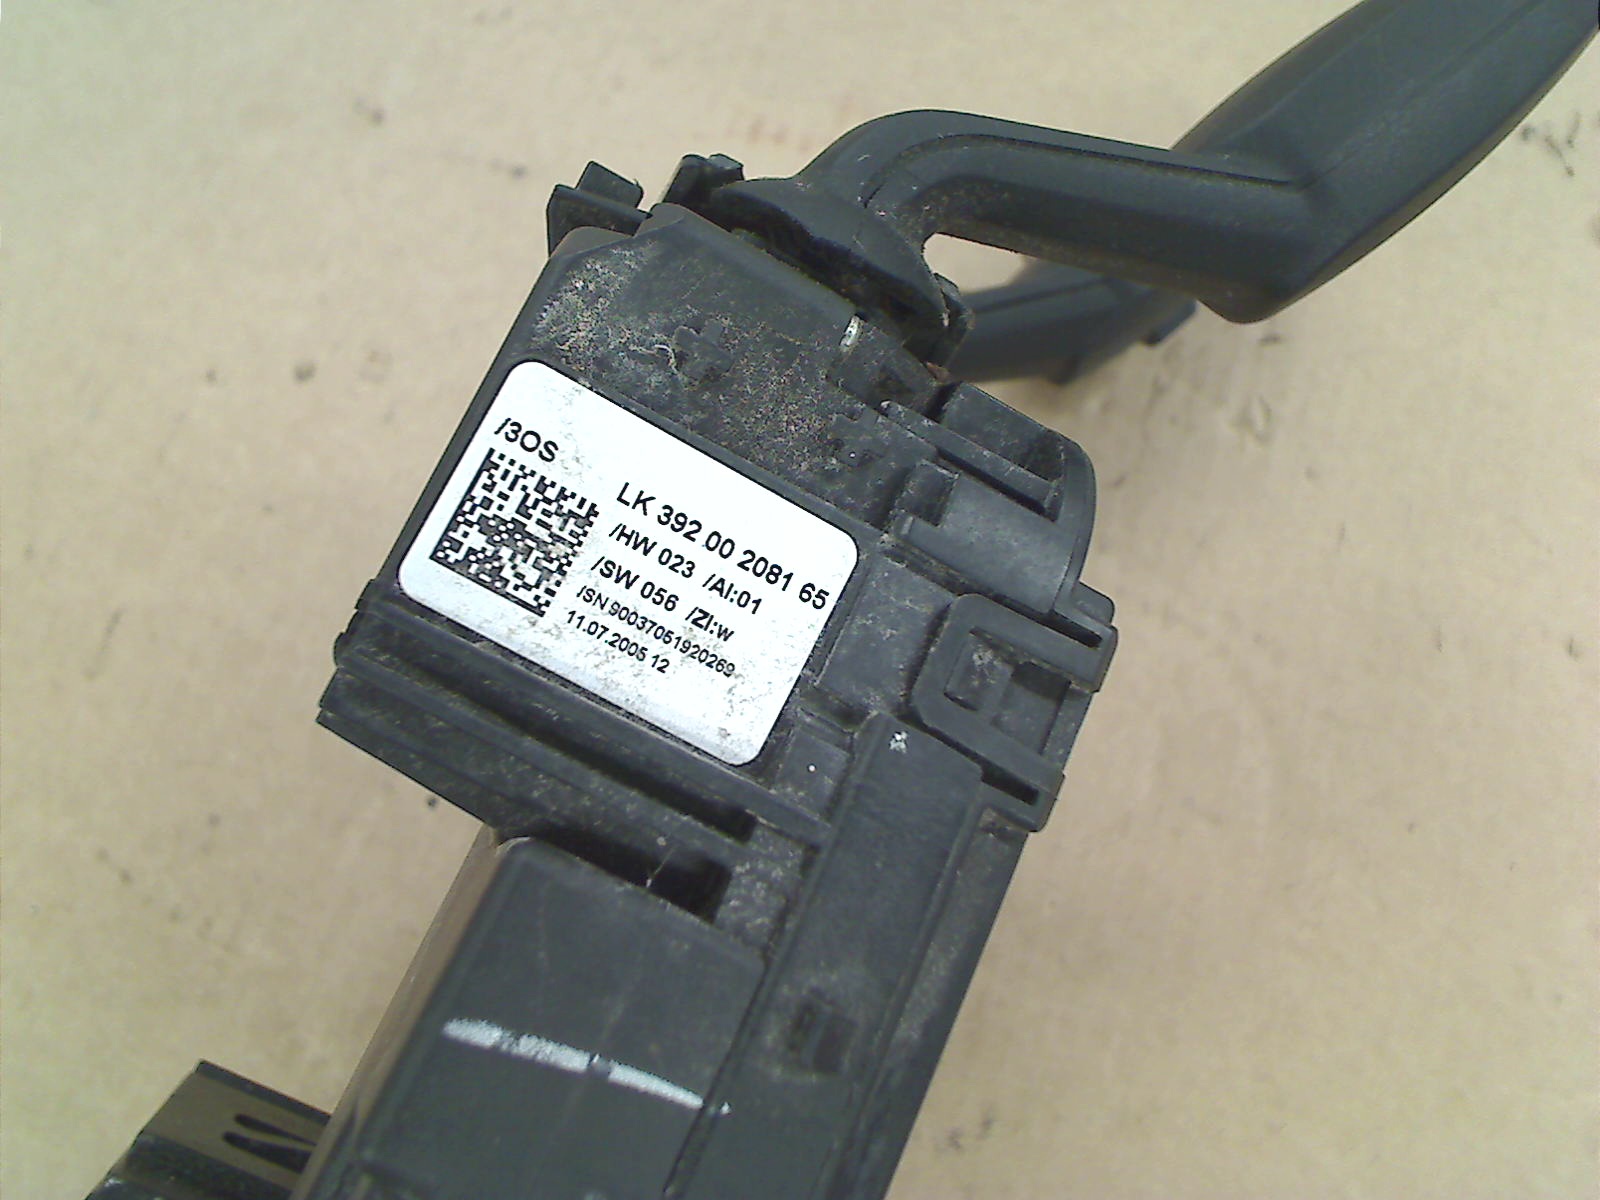 /3OS
LK 392 00 2081 65
/HW 023 /AI:01
/SW 056 /ZI:w
/SN 90037051920269
11.07.2005 12